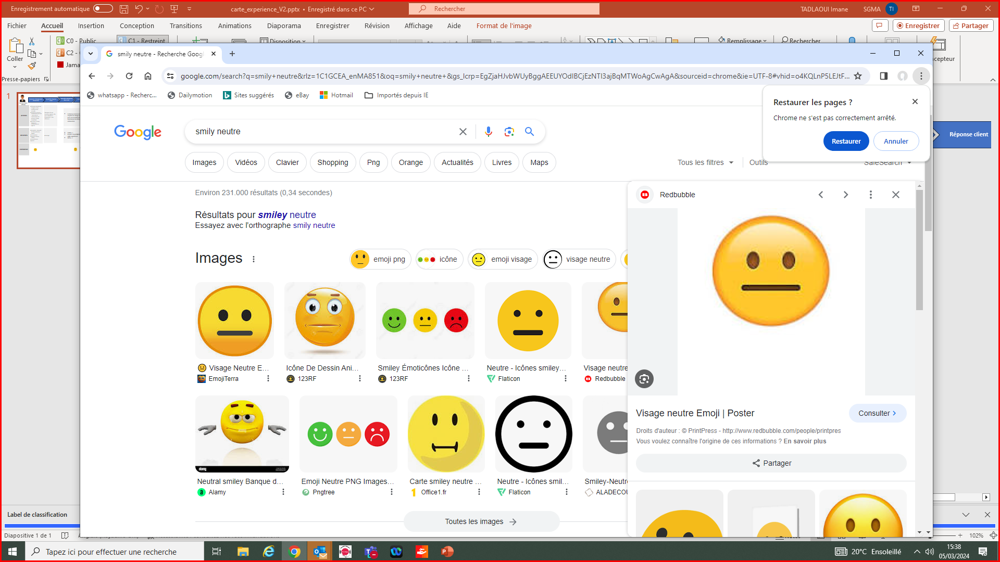 Enregistrement automatique
carte_experience_V2.pptx • Enregistré dans ce PC
Rechercher
TADLAOUI Imane SGMA TI
Fichier Accueil Insertion Conception Transitions Animations Diaporama Enregistrer Révision Affichage Aide Format de l'image
Enregistrer Partager
C0 - Public C1 - Restreint Disposition Remplissage Rechercher
Coller C2 -
Jama
Presse-papiers
smily neutre - Recherche Goog
google.com/search?q=smily+neutre&rlz=1C1GCEA_enMA851&oq=smily+neutre+&gs_lcrp=EgZjaHJvbWUyBggAEEUYOdIBCjEzNTI3ajBqMTWoAgCwAgA&sourceid=chrome&ie=UTF-8#vhid=o4KQLnP5LEJtF...
whatsapp - Recherc... Dailymotion Sites suggérés eBay Hotmail Importés depuis IE
Restaurer les pages ?
Chrome ne s'est pas correctement arrêté.
Restaurer Annuler
Réponse client
1
Google
smily neutre
Images Vidéos Clavier Shopping Png Orange Actualités Livres Maps
Tous les filtres Outils SafeSearch
Environ 231.000 résultats (0,34 secondes)
Résultats pour smiley neutre
Essayez avec l'orthographe smily neutre
Images
emoji png icône emoji visage visage neutre
Visage Neutre E... Icône De Dessin Ani... Smiley Émoticônes Icône ... Neutre - Icônes smiley... Visage neutre
EmojiTerra 123RF 123RF Flaticon Redbubble
alamy
Neutral smiley Banque d... Emoji Neutre PNG Images... Carte smiley neutre ... Neutre - Icônes smil... Smiley-Neutr
Alamy Pngtree Office1.fr Flaticon ALADECOU
Toutes les images
Redbubble
Visage neutre Emoji | Poster
Consulter
Droits d'auteur : © PrintPress - http://www.redbubble.com/people/printpres
Vous voulez connaître l'origine de ces informations ? En savoir plus
Partager
Label de classification
Diapositive 1 de 1
102%
Tapez ici pour effectuer une recherche
20°C Ensoleillé
15:38
05/03/2024